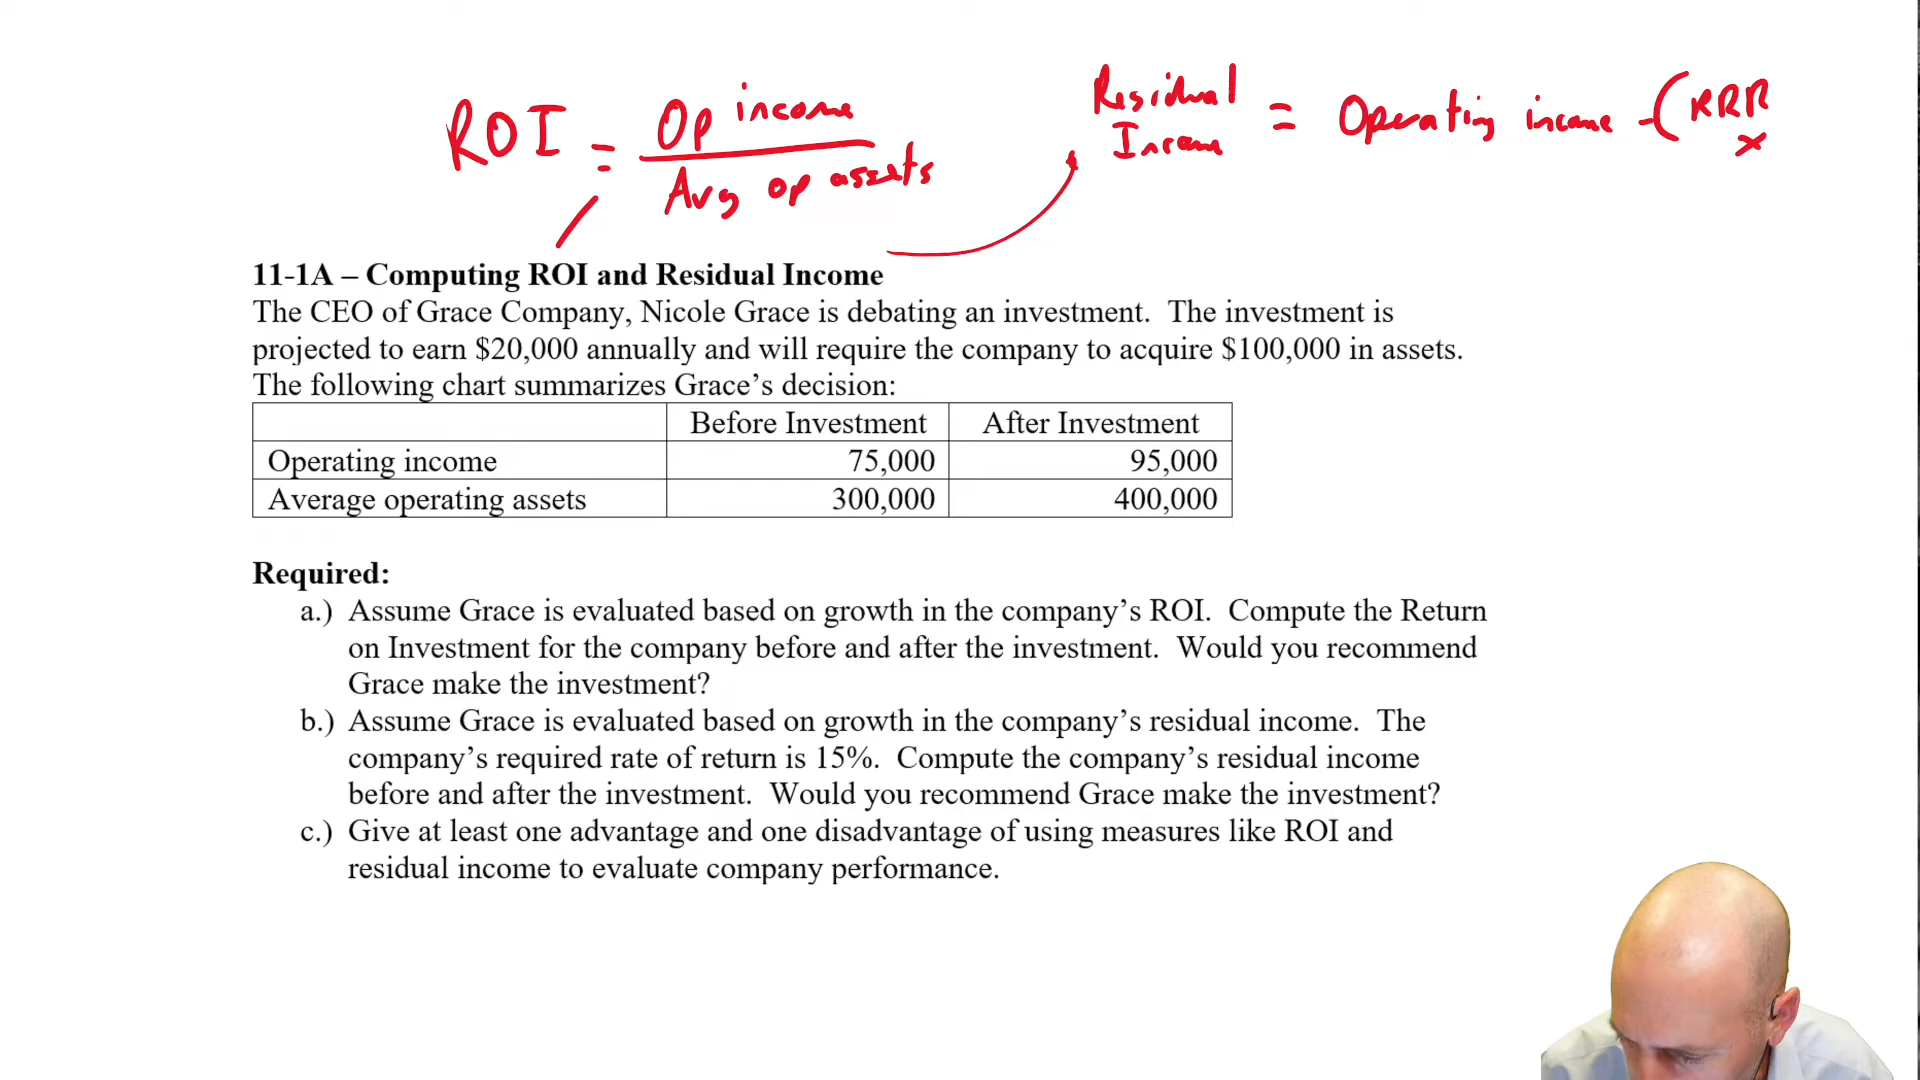 ROI = Op income
Avg op assets
Residual
Income = Operating income - (RRR
x
11-1A – Computing ROI and Residual Income
The CEO of Grace Company, Nicole Grace is debating an investment. The investment is
projected to earn $20,000 annually and will require the company to acquire $100,000 in assets.
The following chart summarizes Grace’s decision:
Before Investment After Investment
Operating income 75,000 95,000
Average operating assets 300,000 400,000
Required:
a.) Assume Grace is evaluated based on growth in the company’s ROI. Compute the Return
on Investment for the company before and after the investment. Would you recommend
Grace make the investment?
b.) Assume Grace is evaluated based on growth in the company’s residual income. The
company’s required rate of return is 15%. Compute the company’s residual income
before and after the investment. Would you recommend Grace make the investment?
c.) Give at least one advantage and one disadvantage of using measures like ROI and
residual income to evaluate company performance.